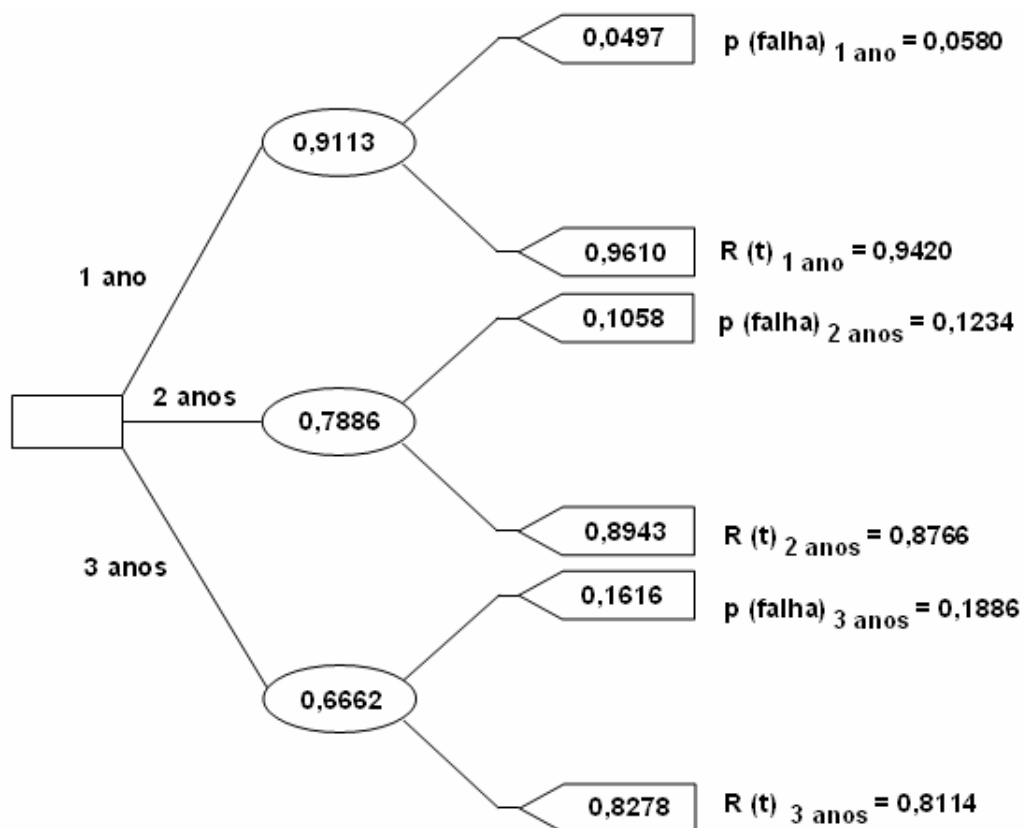 0,0497 p (falha) 1 ano = 0,0580
0,9113
0,9610 R (t) 1 ano = 0,9420
1 ano
0,1058 p (falha) 2 anos = 0,1234
2 anos
0,7886
0,8943 R (t) 2 anos = 0,8766
3 anos
0,1616 p (falha) 3 anos = 0,1886
0,6662
0,8278 R (t) 3 anos = 0,8114